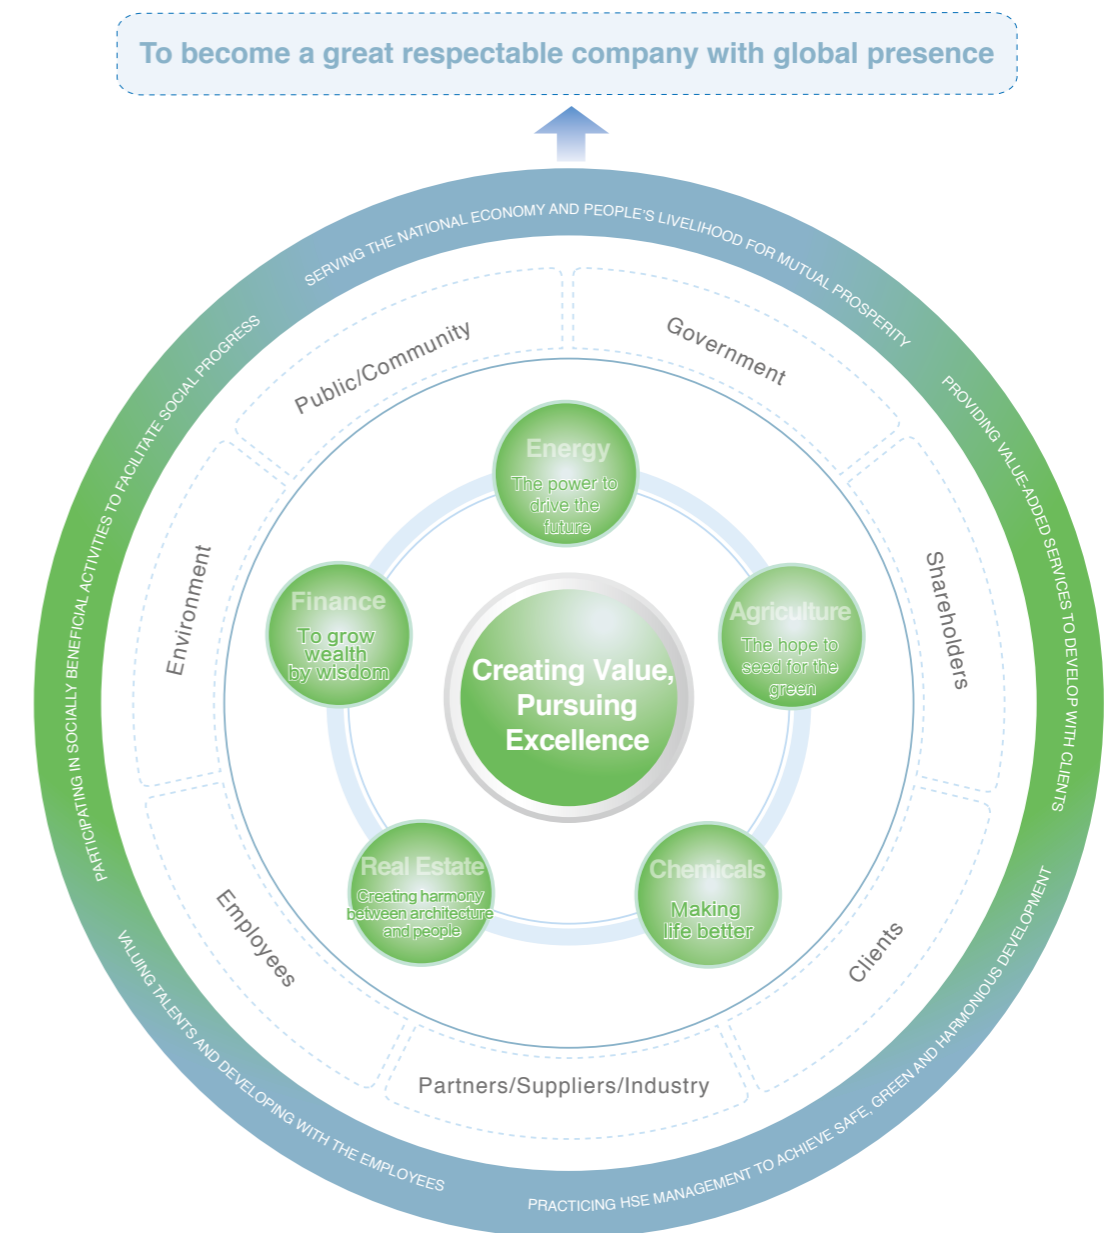 To become a great respectable company with global presence
SERVING THE NATIONAL ECONOMY AND PEOPLE'S LIVELIHOOD FOR MUTUAL PROSPERITY
PROVIDING VALUE-ADDED SERVICES TO DEVELOP WITH CLIENTS
PRACTICING HSE MANAGEMENT TO ACHIEVE SAFE, GREEN AND HARMONIOUS DEVELOPMENT
VALUING TALENTS AND DEVELOPING WITH THE EMPLOYEES
PARTICIPATING IN SOCIALLY BENEFICIAL ACTIVITIES TO FACILITATE SOCIAL PROGRESS
Public/Community
Government
Shareholders
Clients
Partners/Suppliers/Industry
Employees
Environment
Energy
The power to
drive the
future
Agriculture
The hope to
seed for the
green
Chemicals
Making
life better
Real Estate
Creating harmony
between architecture
and people
Finance
To grow
wealth
by wisdom
Creating Value,
Pursuing
Excellence